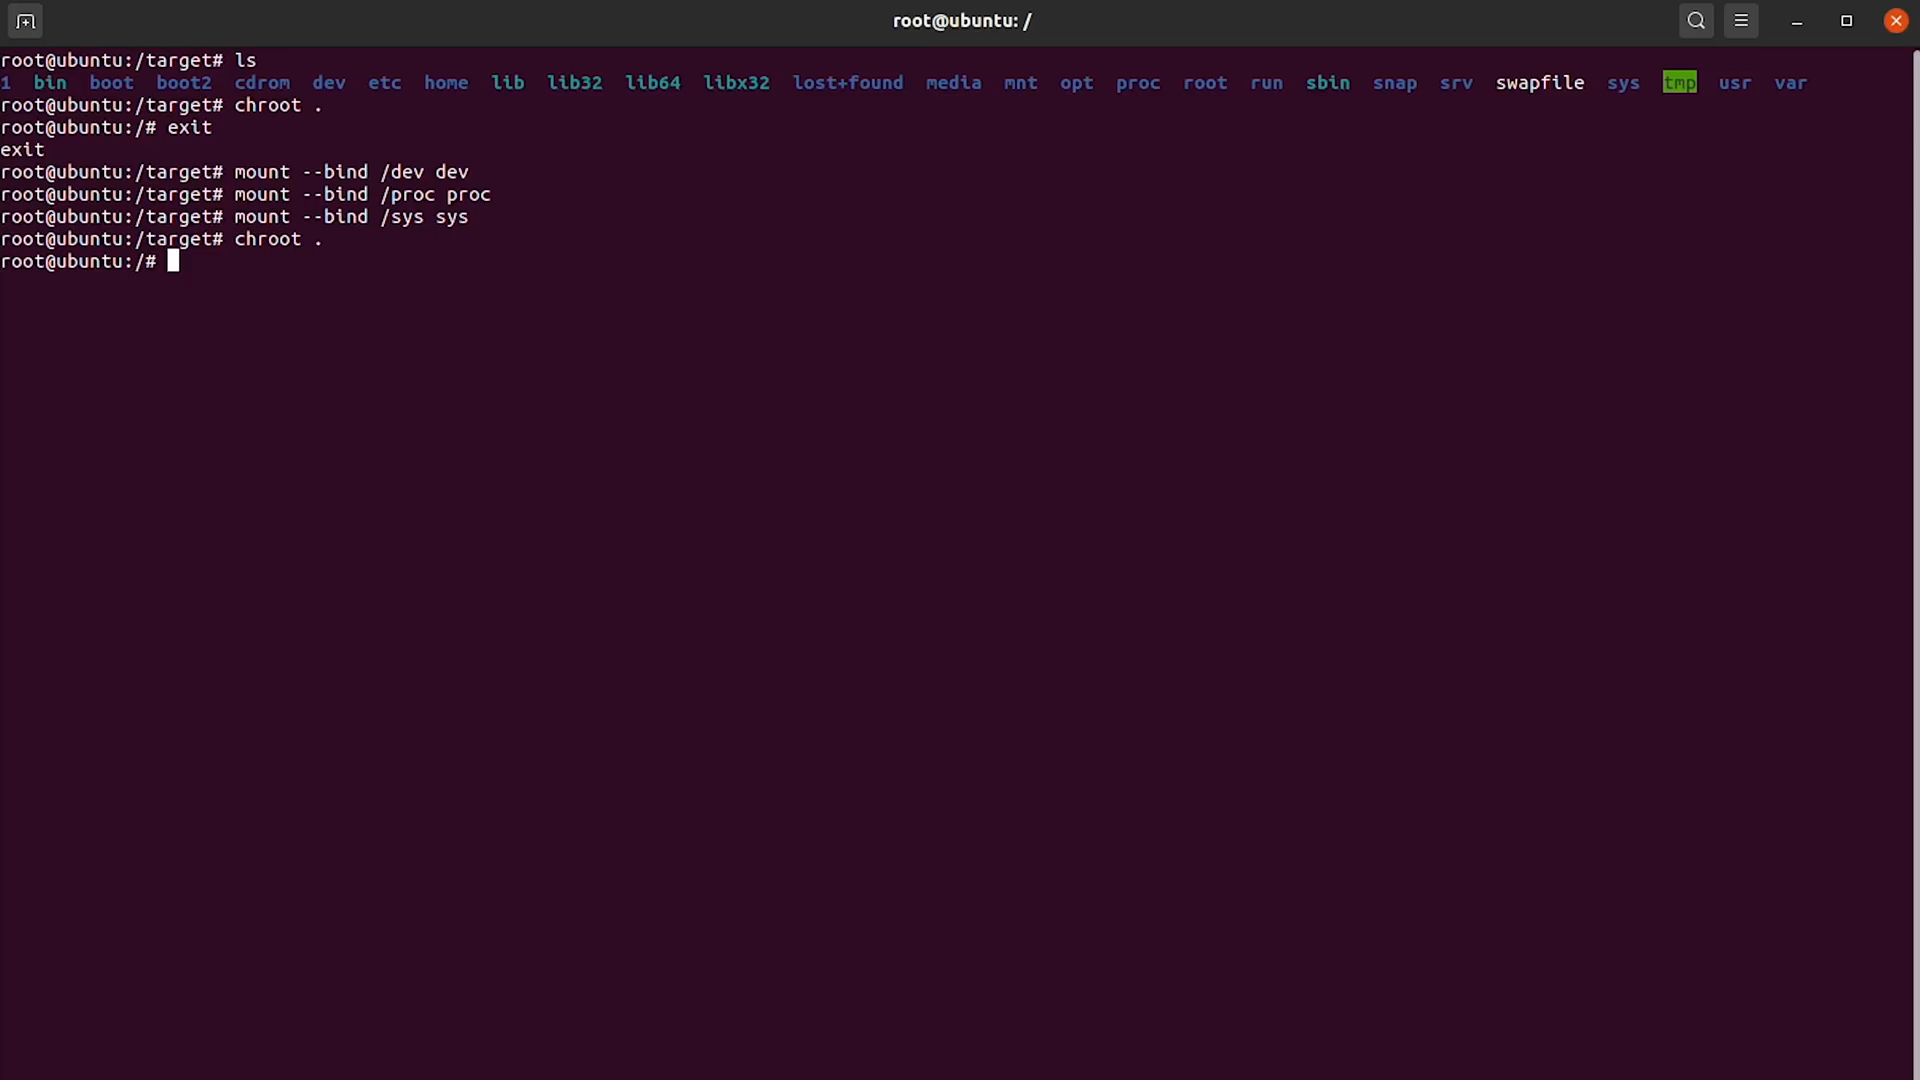 root@ubuntu: /
root@ubuntu:/target# ls
1 bin boot boot2 cdrom dev etc home lib lib32 lib64 libx32 lost+found media mnt opt proc root run sbin snap srv swapfile sys tmp usr var
root@ubuntu:/target# chroot .
root@ubuntu:/# exit
exit
root@ubuntu:/target# mount --bind /dev dev
root@ubuntu:/target# mount --bind /proc proc
root@ubuntu:/target# mount --bind /sys sys
root@ubuntu:/target# chroot .
root@ubuntu:/#